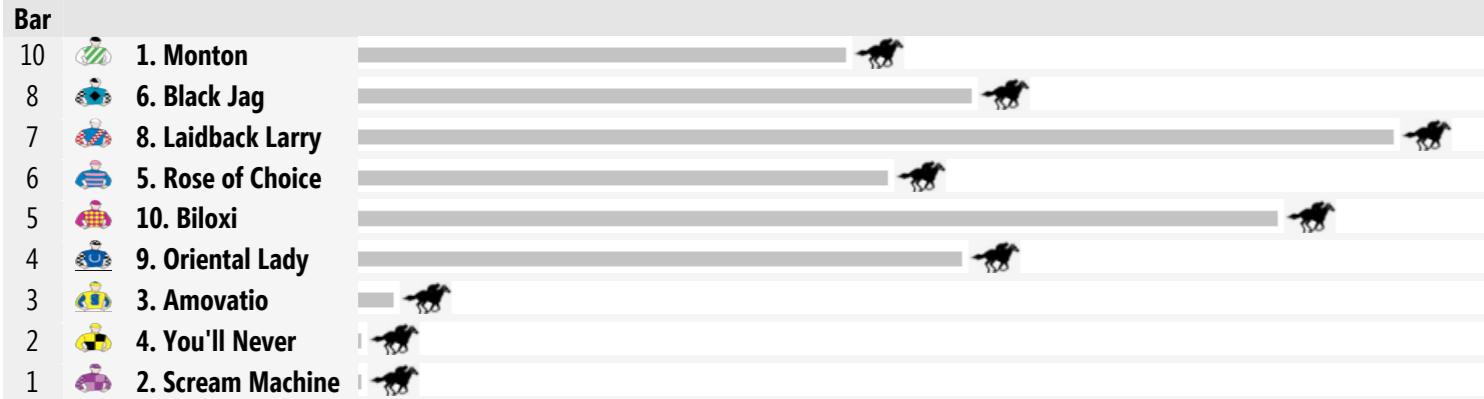 Bar
10 1. Monton
8 6. Black Jag
7 8. Laidback Larry
6 5. Rose of Choice
5 10. Biloxi
4 9. Oriental Lady
3 3. Amovatio
2 4. You'll Never
1 2. Scream Machine